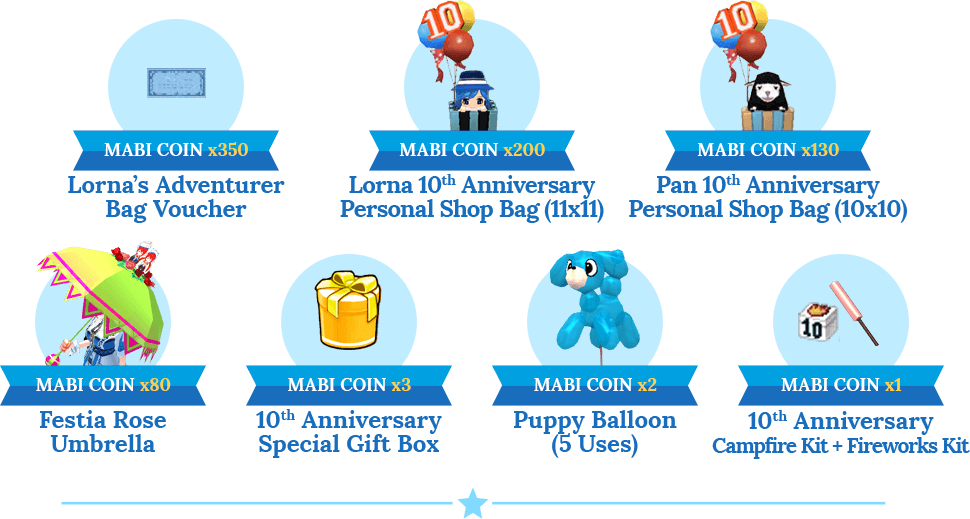 10
10
MABI COIN x350
MABI COIN x200
MABI COIN x130
Lorna's Adventurer
Bag Voucher
Lorna 10th Anniversary
Personal Shop Bag (11x11)
Pan 10th Anniversary
Personal Shop Bag (10x10)
10
MABI COIN x80
MABI COIN x3
MABI COIN x2
MABI COIN x1
Festia Rose
Umbrella
10th Anniversary
Special Gift Box
Puppy Balloon
(5 Uses)
10th Anniversary
Campfire Kit + Fireworks Kit